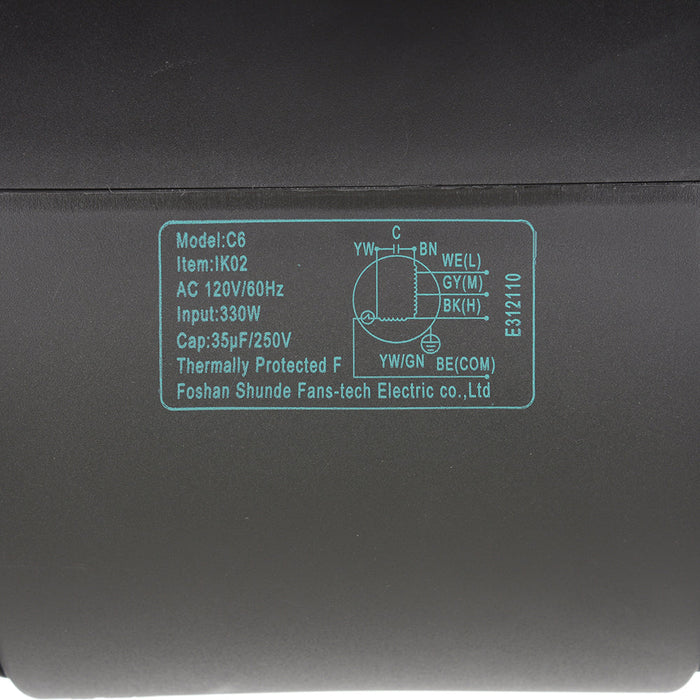 Model:C6
Item:IK02
AC 120V/60Hz
Input:330W
Cap:35µF/250V
Thermally Protected F
Foshan Shunde Fans-tech Electric co.,Ltd
C
YW
BN
WE(L)
GY(M)
BK(H)
YW/GN
BE(COM)
E312110